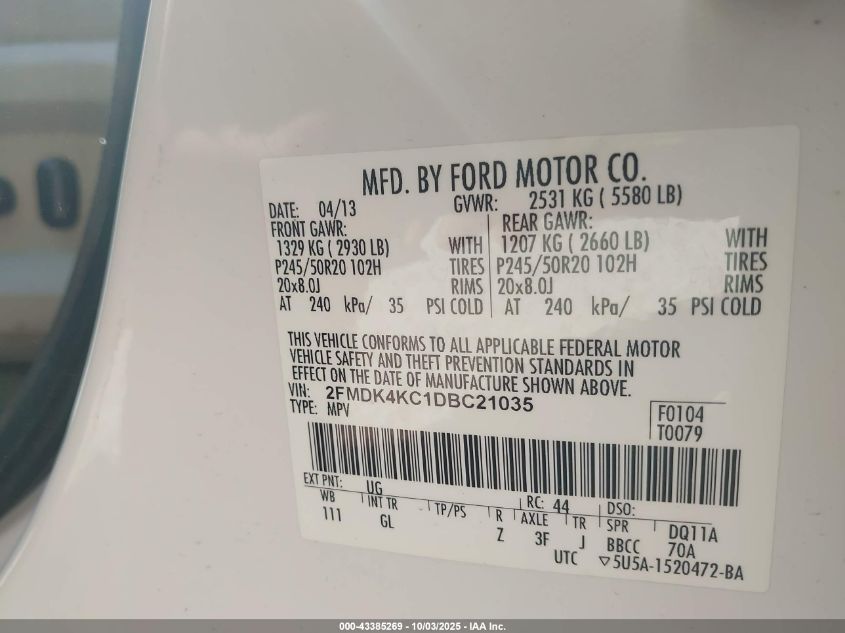 MFD. BY FORD MOTOR CO.
DATE: 04/13 GVWR: 2531 KG ( 5580 LB)
FRONT GAWR: REAR GAWR:
1329 KG ( 2930 LB) WITH 1207 KG ( 2660 LB) WITH
P245/50R20 102H TIRES P245/50R20 102H TIRES
20x8.0J RIMS 20x8.0J RIMS
AT 240 kPa/ 35 PSI COLD AT 240 kPa/ 35 PSI COLD
THIS VEHICLE CONFORMS TO ALL APPLICABLE FEDERAL MOTOR
VEHICLE SAFETY AND THEFT PREVENTION STANDARDS IN
EFFECT ON THE DATE OF MANUFACTURE SHOWN ABOVE.
VIN: 2FMDK4KC1DBC21035
TYPE: MPV
F0104
T0079
EXT PNT: UG RC: 44 DSO:
WB INT TR TP/PS R AXLE TR SPR DQ11A
111 GL Z 3F J BBCC 70A
UTC ▽5U5A-1520472-BA
000-43385269 - 10/03/2025 - IAA Inc.